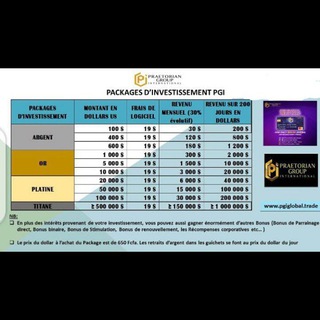 PRAETORIAN
GROUP
INTERNATIONAL
PACKAGES D'INVESTISSEMENT PGI
PACKAGES D'INVESTISSEMENT MONTANT EN DOLLARS US FRAIS DE LOGICIEL REVENU MENSUEL (30% évolutif) REVENU SUR 200 JOURS EN DOLLARS
ARGENT
100 $ 19 $ 30 $ 200 $
400 $ 19 $ 120 $ 800 $
600 $ 19 $ 180 $ 1 200 $
OR
1 000 $ 19 $ 300 $ 2 000 $
5 000 $ 19 $ 1 500 $ 10 000 $
10 000 $ 19 $ 3 000 $ 20 000 $
PLATINE
20 000 $ 19 $ 6 000 $ 40 000 $
50 000 $ 19 $ 15 000 $ 100 000 $
100 000 $ 19 $ 30 000 $ 200 000 $
TITANE ≥ 500 000 $ 19 $ ≥ 150 000 $ ≥ 1 000 000 $
PRAETORIAN
GROUP
INTERNATIONAL
www.pgiglobal.trade
NB:
En plus des intérêts provenant de votre investissement, vous pouvez aussi gagner énormément d'autres Bonus (Bonus de Parrainage
direct, Bonus binaire, Bonus de Stimulation, Bonus de renouvellement, les Récompenses corporatives etc... )
Le prix du dollar à l'achat du Package est de 650 Fcfa. Les retraits d'argent dans les guichets se font au prix du dollar du jour